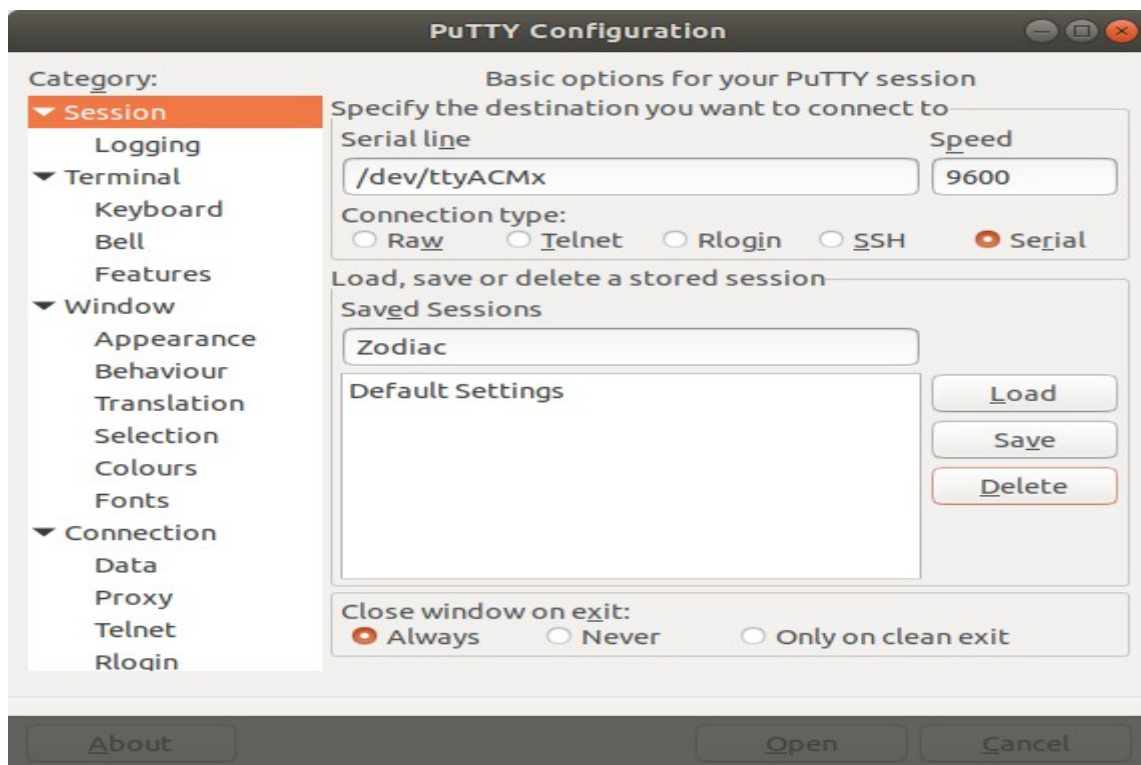 PuTTY Configuration
Category:
Session
Logging
Terminal
Keyboard
Bell
Features
Window
Appearance
Behaviour
Translation
Selection
Colours
Fonts
Connection
Data
Proxy
Telnet
Rlogin
Basic options for your PuTTY session
Specify the destination you want to connect to
Serial line Speed
/dev/ttyACMx 9600
Connection type:
Raw Telnet Rlogin SSH Serial
Load, save or delete a stored session
Saved Sessions
Zodiac
Default Settings
Load
Save
Delete
Close window on exit:
Always Never Only on clean exit
About Open Cancel